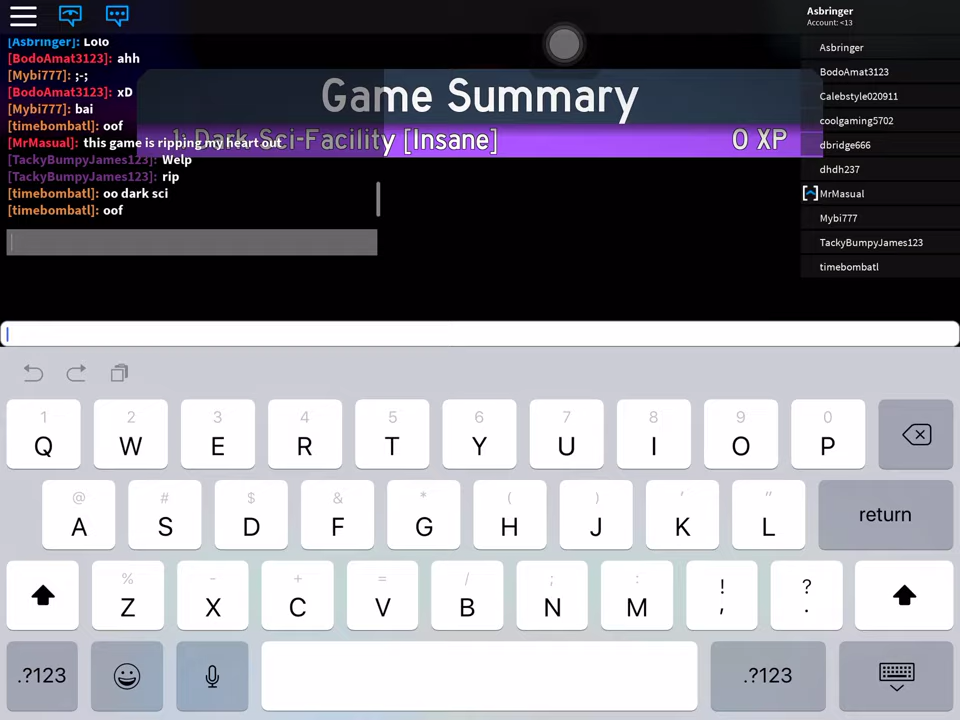 Asbringer
Account: <13
[Asbringer]: Lolo
[BodoAmat3123]: ahh
[Mybi777]: ;-;
[BodoAmat3123]: xD
[Mybi777]: bai
[timebombatl]: oof
[MrMasual]: this game is ripping my heart out
[TackyBumpyJames123]: Welp
[TackyBumpyJames123]: rip
[timebombatl]: oo dark sci
[timebombatl]: oof
Game Summary
1: Dark Sci-Facility [Insane] 0 XP
Asbringer
BodoAmat3123
Calebstyle020911
coolgaming5702
dbridge666
dhdh237
MrMasual
Mybi777
TackyBumpyJames123
timebombatl
1 2 3 4 5 6 7 8 9 0
Q W E R T Y U I O P
@ # $ & * ( ) ' "
A S D F G H J K L return
% - + = / ; : ! ?
Z X C V B N M , .
.?123 .?123